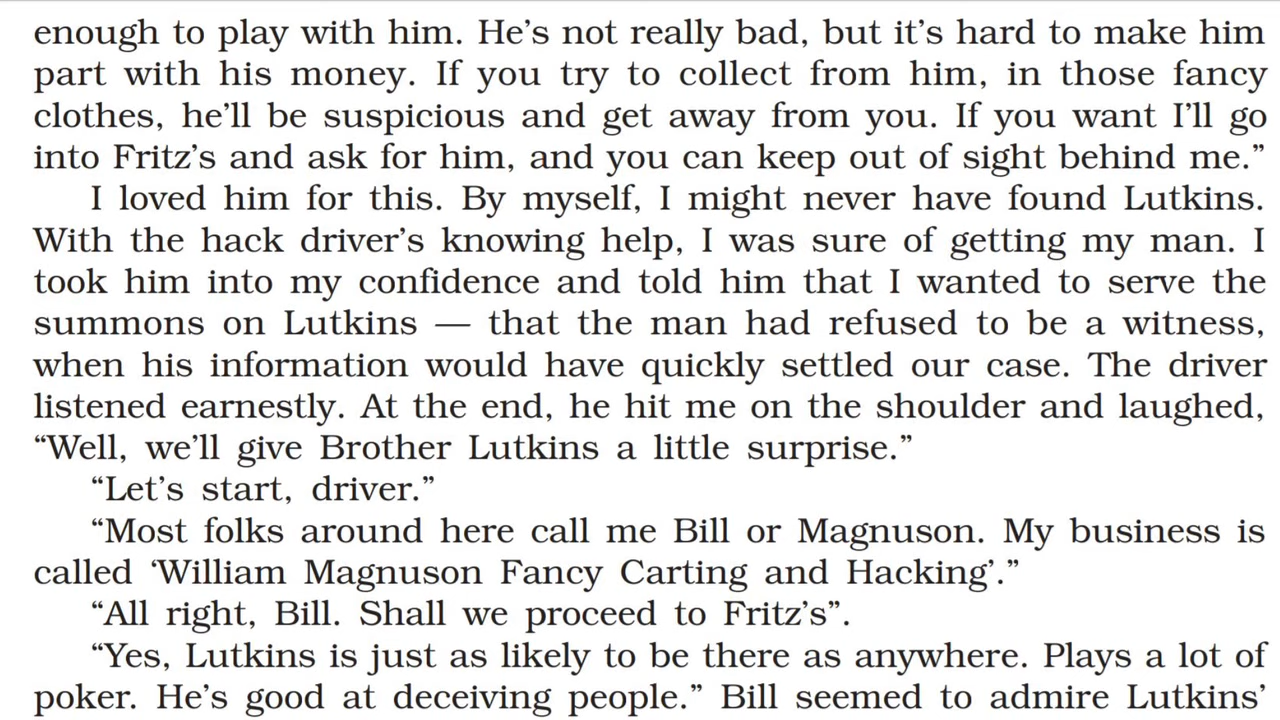 enough to play with him. He’s not really bad, but it’s hard to make him
part with his money. If you try to collect from him, in those fancy
clothes, he’ll be suspicious and get away from you. If you want I’ll go
into Fritz’s and ask for him, and you can keep out of sight behind me.”
I loved him for this. By myself, I might never have found Lutkins.
With the hack driver’s knowing help, I was sure of getting my man. I
took him into my confidence and told him that I wanted to serve the
summons on Lutkins — that the man had refused to be a witness,
when his information would have quickly settled our case. The driver
listened earnestly. At the end, he hit me on the shoulder and laughed,
“Well, we’ll give Brother Lutkins a little surprise.”
“Let’s start, driver.”
“Most folks around here call me Bill or Magnuson. My business is
called ‘William Magnuson Fancy Carting and Hacking’.”
“All right, Bill. Shall we proceed to Fritz’s”.
“Yes, Lutkins is just as likely to be there as anywhere. Plays a lot of
poker. He’s good at deceiving people.” Bill seemed to admire Lutkins’